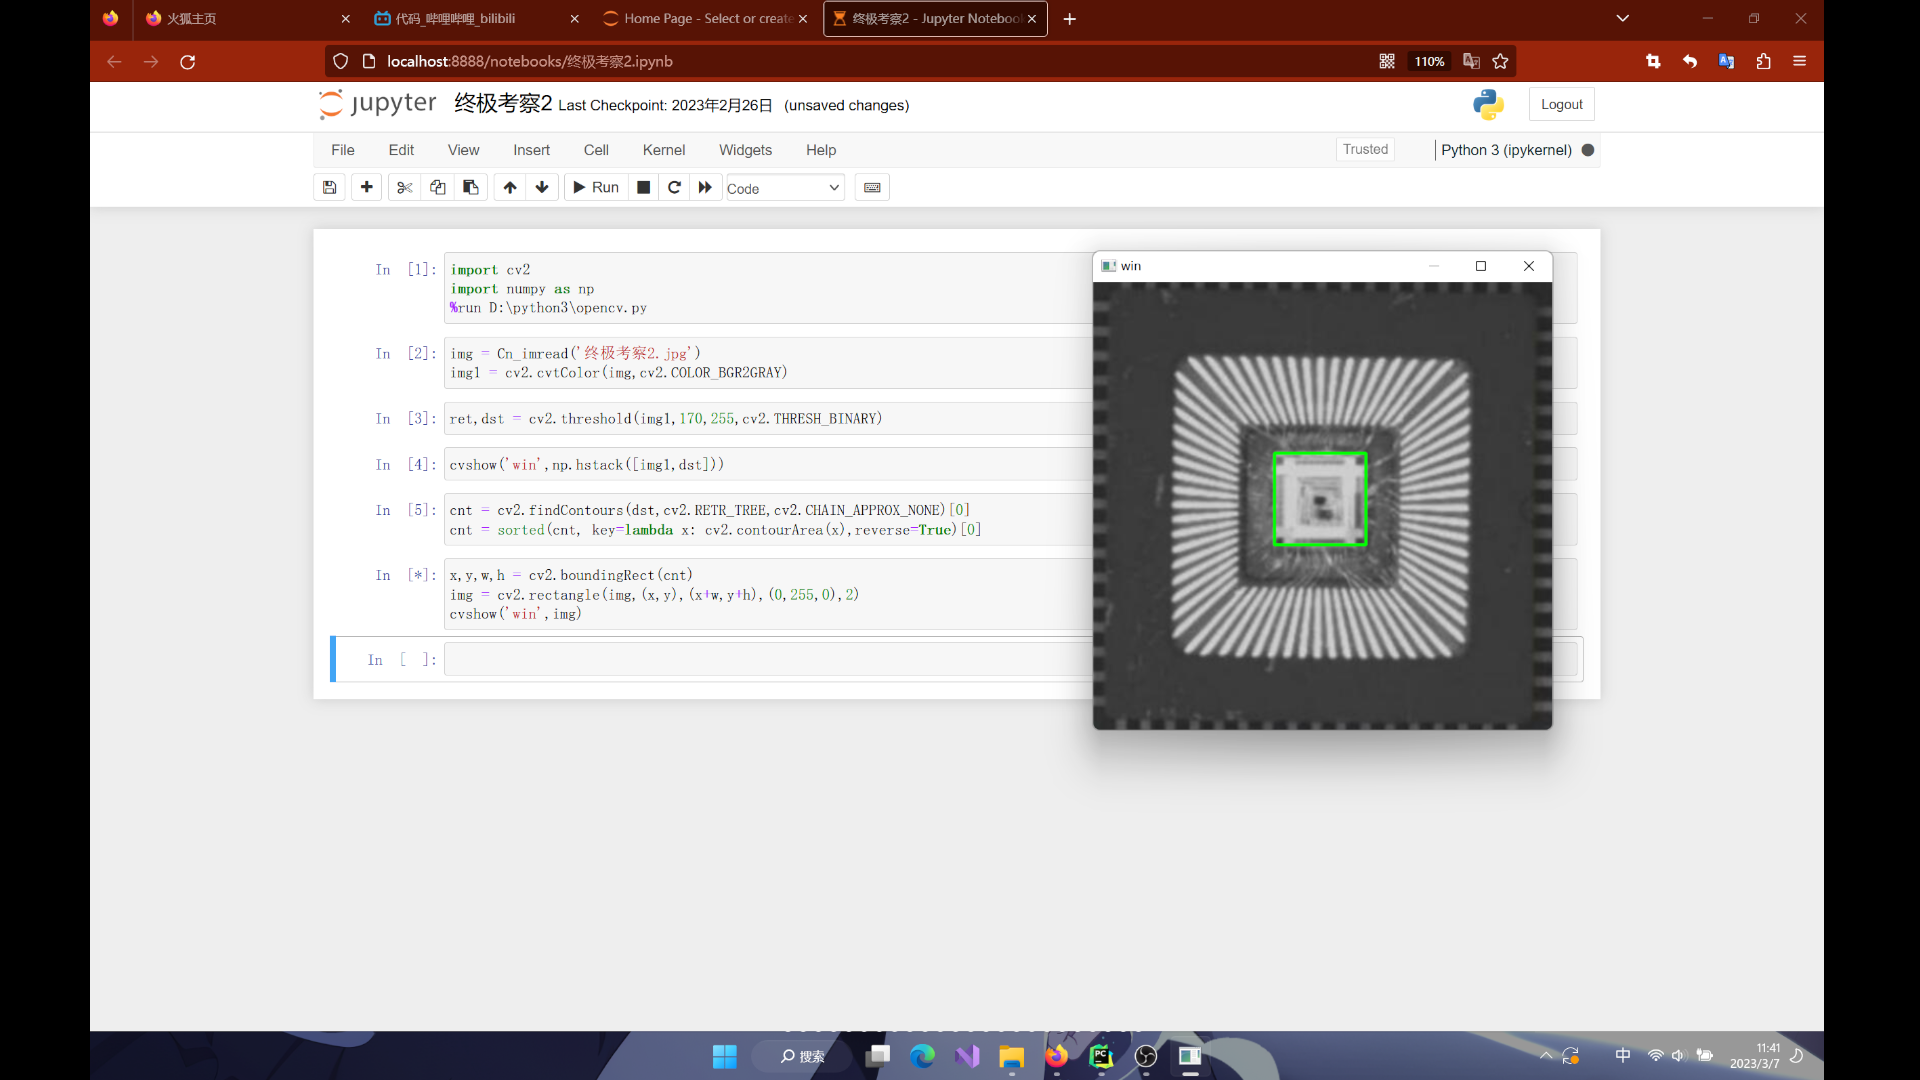 火狐主页
代码_哔哩哔哩_bilibili
Home Page - Select or create
终极考察2 - Jupyter Notebook
localhost:8888/notebooks/终极考察2.ipynb
110%
jupyter 终极考察2 Last Checkpoint: 2023年2月26日 (unsaved changes)
Logout
File Edit View Insert Cell Kernel Widgets Help
Trusted
Python 3 (ipykernel)
Run
Code
In [1]: import cv2
import numpy as np
%run D:\python3\opencv.py
In [2]: img = Cn_imread('终极考察2.jpg')
img1 = cv2.cvtColor(img,cv2.COLOR_BGR2GRAY)
In [3]: ret,dst = cv2.threshold(img1,170,255,cv2.THRESH_BINARY)
In [4]: cvshow('win',np.hstack([img1,dst]))
In [5]: cnt = cv2.findContours(dst,cv2.RETR_TREE,cv2.CHAIN_APPROX_NONE)[0]
cnt = sorted(cnt, key=lambda x: cv2.contourArea(x),reverse=True)[0]
In [*]: x,y,w,h = cv2.boundingRect(cnt)
img = cv2.rectangle(img,(x,y),(x+w,y+h),(0,255,0),2)
cvshow('win',img)
In [ ]:
win
搜索
PC
中
11:41
2023/3/7